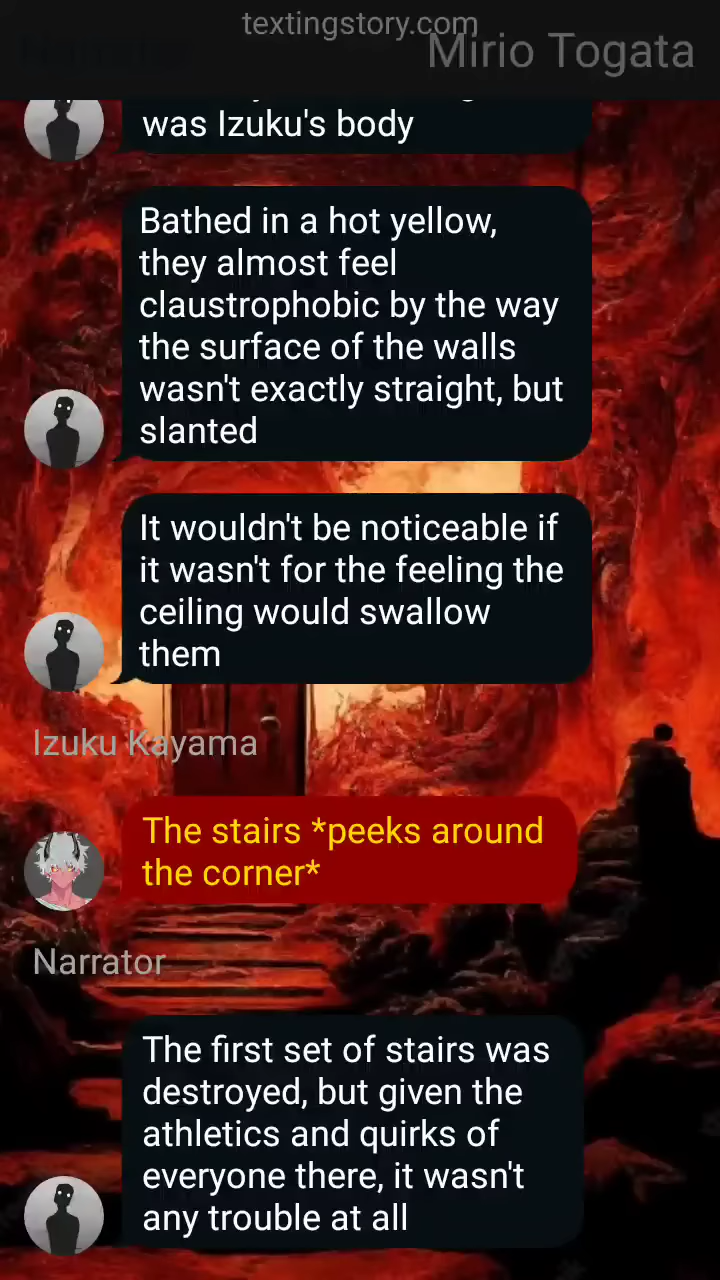 textingstory.com
Mirio Togata
was Izuku's body
Bathed in a hot yellow,
they almost feel
claustrophobic by the way
the surface of the walls
wasn't exactly straight, but
slanted
It wouldn't be noticeable if
it wasn't for the feeling the
ceiling would swallow
them
Izuku Kayama
The stairs *peeks around
the corner*
Narrator
The first set of stairs was
destroyed, but given the
athletics and quirks of
everyone there, it wasn't
any trouble at all